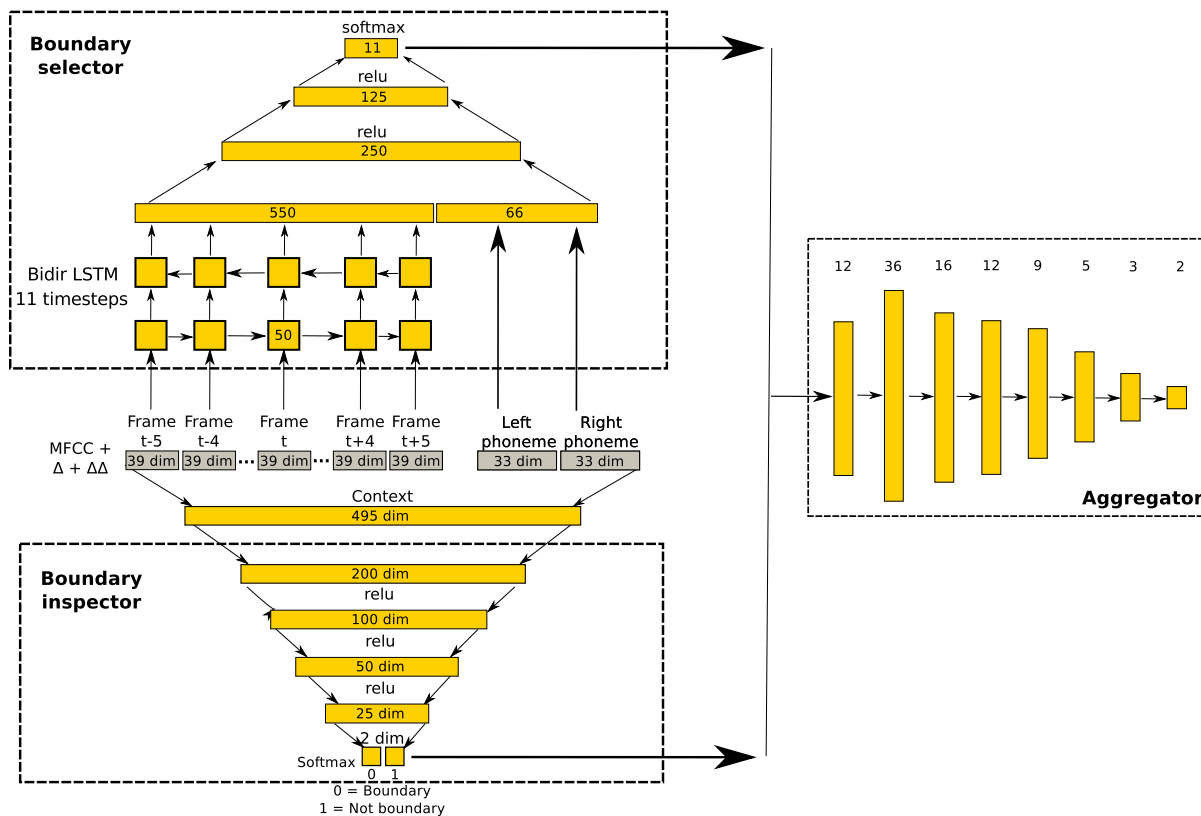 Boundary
selector
softmax
11
relu
125
relu
250
550
66
Bidir LSTM
11 timesteps
50
Frame
t-5
Frame
t-4
Frame
t
Frame
t+4
Frame
t+5
Left
phoneme
Right
phoneme
MFCC +
Δ + ΔΔ
39 dim
39 dim
...
39 dim
...
39 dim
39 dim
33 dim
33 dim
Context
495 dim
Boundary
inspector
200 dim
relu
100 dim
relu
50 dim
relu
25 dim
2 dim
Softmax
0 1
0 = Boundary
1 = Not boundary
12 36 16 12 9 5 3 2
Aggregator